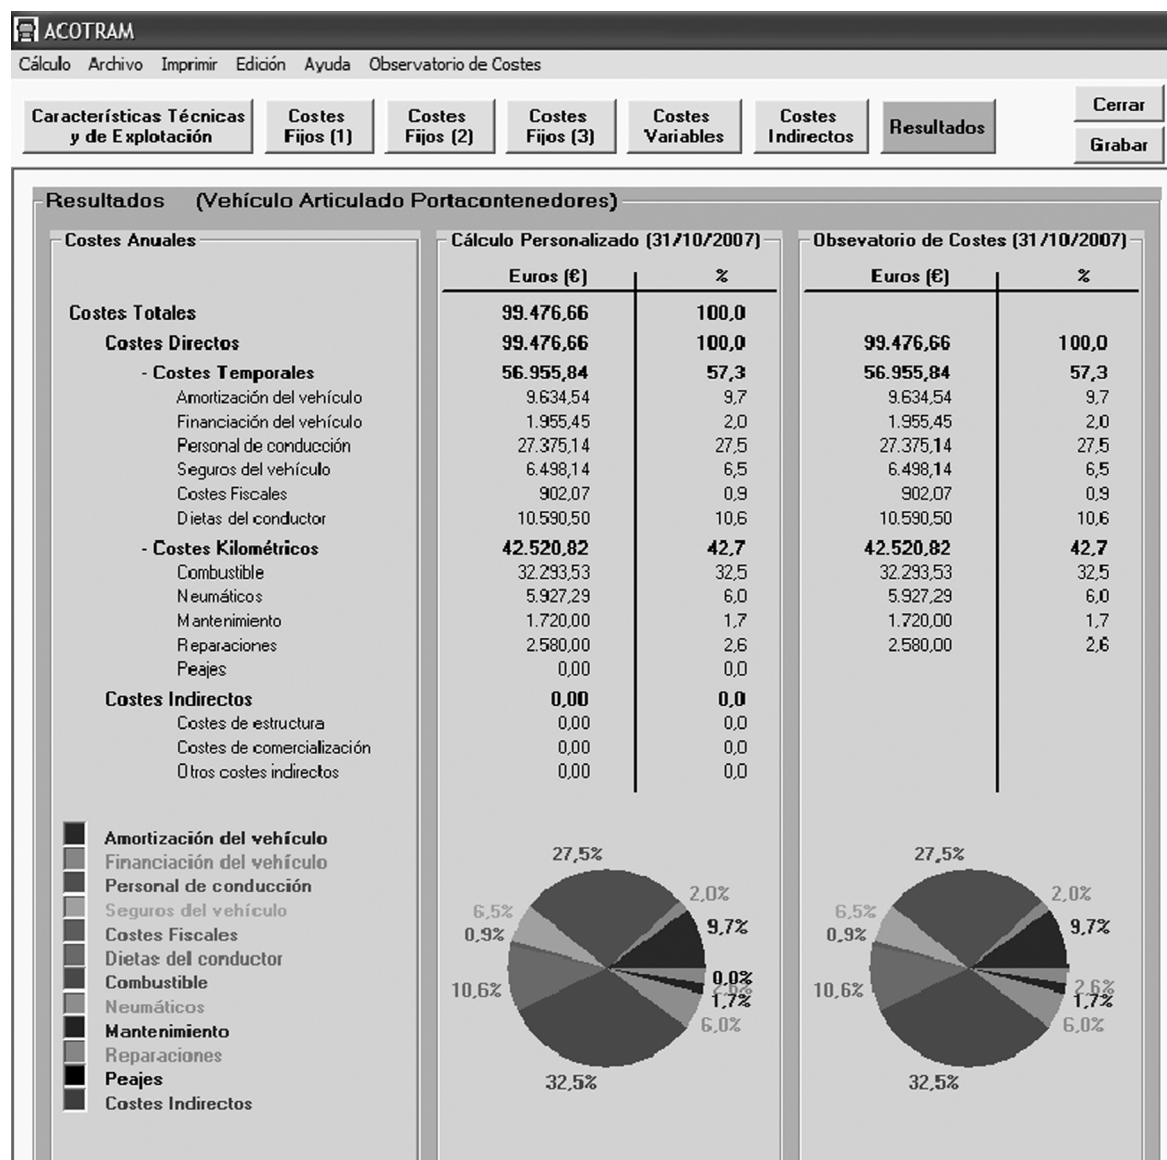 ACOTRAM
Cálculo Archivo Imprimir Edición Ayuda Observatorio de Costes
Características Técnicas y de Explotación
Costes Fijos (1)
Costes Fijos (2)
Costes Fijos (3)
Costes Variables
Costes Indirectos
Resultados
Cerrar
Grabar
Resultados (Vehículo Articulado Portacontenedores)
Costes Anuales Cálculo Personalizado (31/10/2007) Obsevatorio de Costes (31/10/2007)
Euros (€) % Euros (€) %
Costes Totales 99.476,66 100,0
Costes Directos 99.476,66 100,0 99.476,66 100,0
- Costes Temporales 56.955,84 57,3 56.955,84 57,3
Amortización del vehículo 9.634,54 9,7 9.634,54 9,7
Financiación del vehículo 1.955,45 2,0 1.955,45 2,0
Personal de conducción 27.375,14 27,5 27.375,14 27,5
Seguros del vehículo 6.498,14 6,5 6.498,14 6,5
Costes Fiscales 902,07 0,9 902,07 0,9
Dietas del conductor 10.590,50 10,6 10.590,50 10,6
- Costes Kilométricos 42.520,82 42,7 42.520,82 42,7
Combustible 32.293,53 32,5 32.293,53 32,5
Neumáticos 5.927,29 6,0 5.927,29 6,0
Mantenimiento 1.720,00 1,7 1.720,00 1,7
Reparaciones 2.580,00 2,6 2.580,00 2,6
Peajes 0,00 0,0
Costes Indirectos 0,00 0,0
Costes de estructura 0,00 0,0
Costes de comercialización 0,00 0,0
Otros costes indirectos 0,00 0,0
Amortización del vehículo
Financiación del vehículo
Personal de conducción
Seguros del vehículo
Costes Fiscales
Dietas del conductor
Combustible
Neumáticos
Mantenimiento
Reparaciones
Peajes
Costes Indirectos
27,5%
2,0%
6,5%
9,7%
0,9%
0,0%
10,6%
2,6%
1,7%
6,0%
32,5%
27,5%
2,0%
6,5%
9,7%
0,9%
10,6%
2,6%
1,7%
6,0%
32,5%